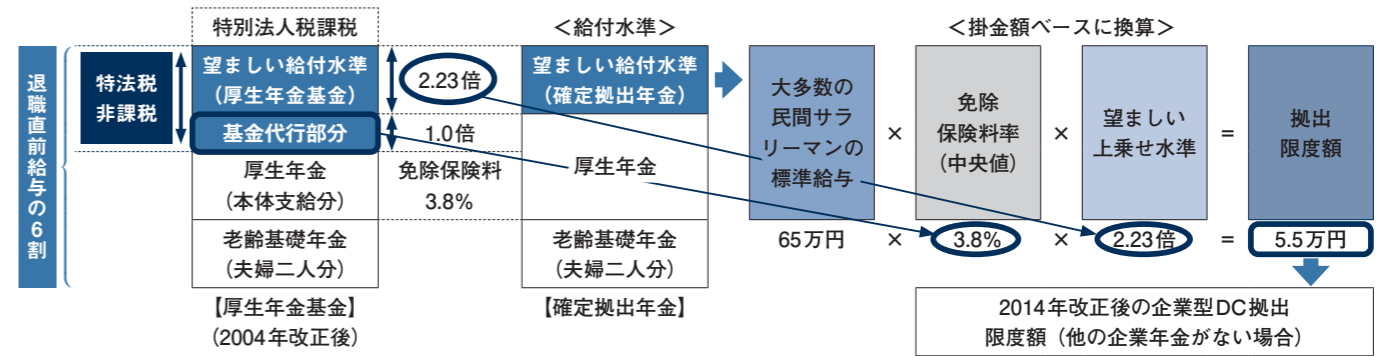 特別法人税課税
＜給付水準＞
＜掛金額ベースに換算＞
退職直前給与の6割
特法税
非課税
望ましい給付水準
（厚生年金基金）
2.23倍
基金代行部分
1.0倍
厚生年金
（本体支給分）
免除保険料
3.8%
老齢基礎年金
（夫婦二人分）
【厚生年金基金】
（2004年改正後）
望ましい給付水準
（確定拠出年金）
厚生年金
老齢基礎年金
（夫婦二人分）
【確定拠出年金】
大多数の
民間サラ
リーマンの
標準給与
×
免除
保険料率
（中央値）
×
望ましい
上乗せ水準
=
拠出
限度額
65万円 × 3.8% × 2.23倍 = 5.5万円
2014年改正後の企業型DC拠出
限度額（他の企業年金がない場合）